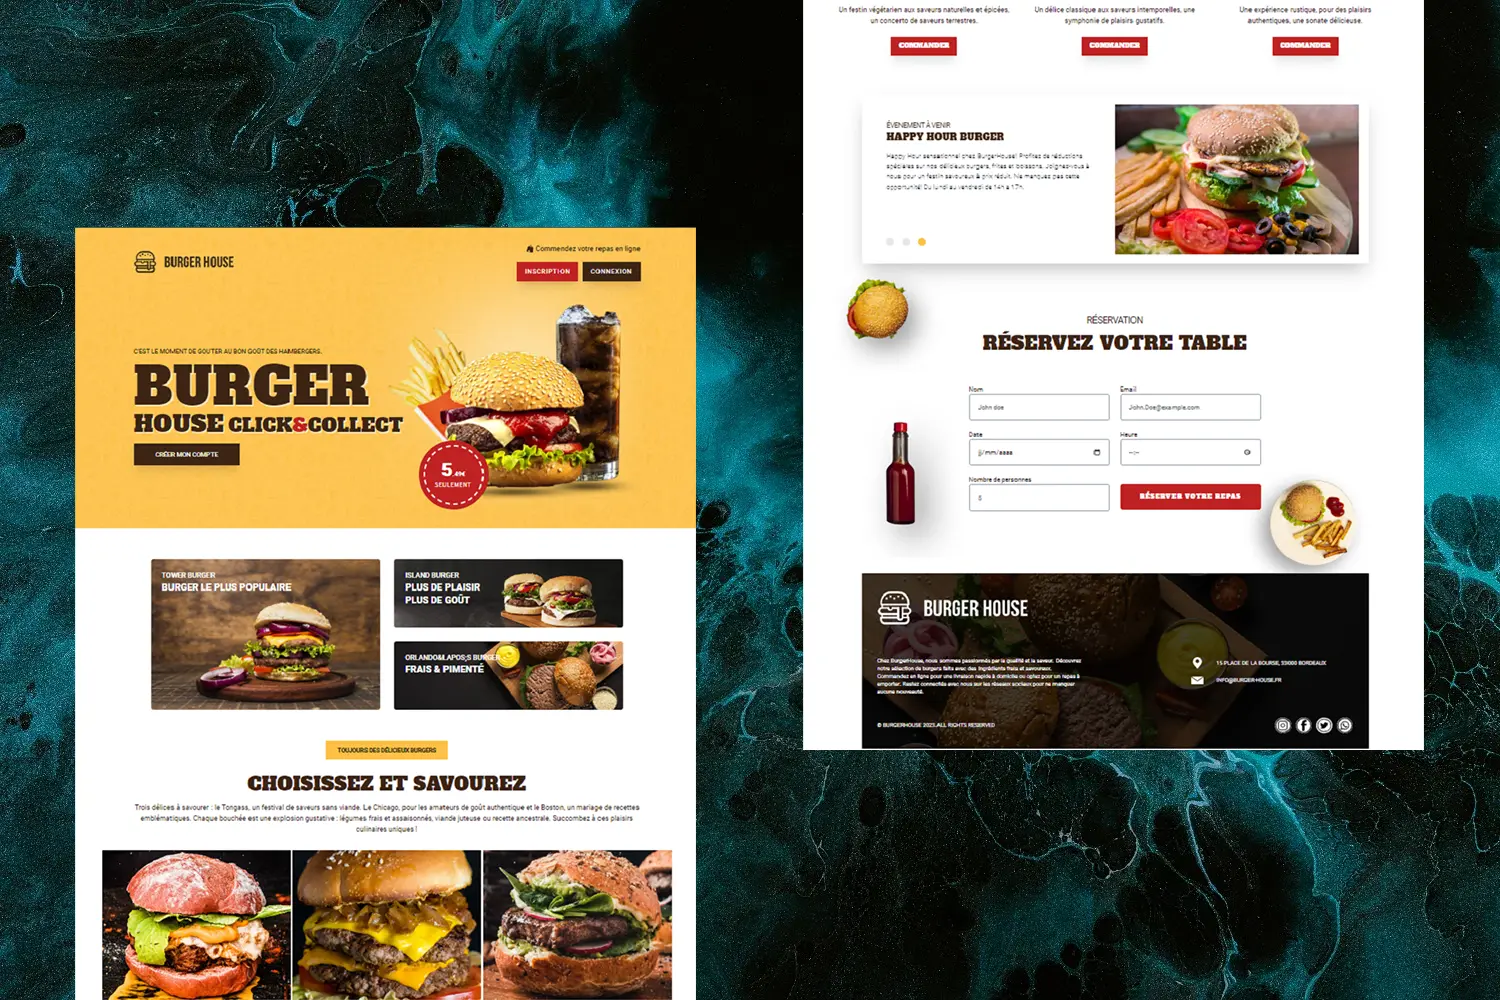 BURGER HOUSE
Commendez votre repas en ligne
INSCRIPTION
CONNEXION
C'EST LE MOMENT DE GOUTER AU BON GOÛT DES HAMBERGERS.
BURGER
HOUSE CLICK&COLLECT
CRÉER MON COMPTE
5.49€
SEULEMENT
TOWER BURGER
BURGER LE PLUS POPULAIRE
ISLAND BURGER
PLUS DE PLAISIR
PLUS DE GOÛT
ORLANDO&LAPOS;S BURGER
FRAIS & PIMENTÉ
TOUJOURS DES DÉLICIEUX BURGERS
CHOISISSEZ ET SAVOUREZ
Trois délices à savourer : le Tongass, un festival de saveurs sans viande. Le Chicago, pour les amateurs de goût authentique et le Boston, un mariage de recettes
emblématiques. Chaque bouchée est une explosion gustative : légumes frais et assaisonnés, viande juteuse ou recette ancestrale. Succombez à ces plaisirs
culinaires uniques !
Un festin végétarien aux saveurs naturelles et épicées,
un concerto de saveurs terrestres.
COMMANDER
Un délice classique aux saveurs intemporelles, une
symphonie de plaisirs gustatifs.
COMMANDER
Une expérience rustique, pour des plaisirs
authentiques, une sonate délicieuse.
COMMANDER
ÉVENEMENT À VENIR
HAPPY HOUR BURGER
Happy Hour sensationnel chez BurgerHouse! Profitez de réductions
spéciales sur nos délicieux burgers, frites et boissons. Joignez-vous à
nous pour un festin savoureux à prix réduit. Ne manquez pas cette
opportunité! Du lundi au vendredi de 14h à 17h.
RÉSERVATION
RÉSERVEZ VOTRE TABLE
Nom
John doe
Email
John.Doe@example.com
Date
jj/mm/aaaa
Heure
--:--
Nombre de personnes
5
RÉSERVER VOTRE REPAS
BURGER HOUSE
Chez BurgerHouse, nous sommes passionnés par la qualité et la saveur. Découvrez
notre sélection de burgers faits avec des ingrédients frais et savoureux.
Commandez en ligne pour une livraison rapide à domicile ou optez pour un repas à
emporter. Restez connectés avec nous sur les réseaux sociaux pour ne manquer
aucune nouveauté.
15 PLACE DE LA BOURSE, 33000 BORDEAUX
INFO@BURGER-HOUSE.FR
© BURGERHOUSE 2023.ALL RIGHTS RESERVED